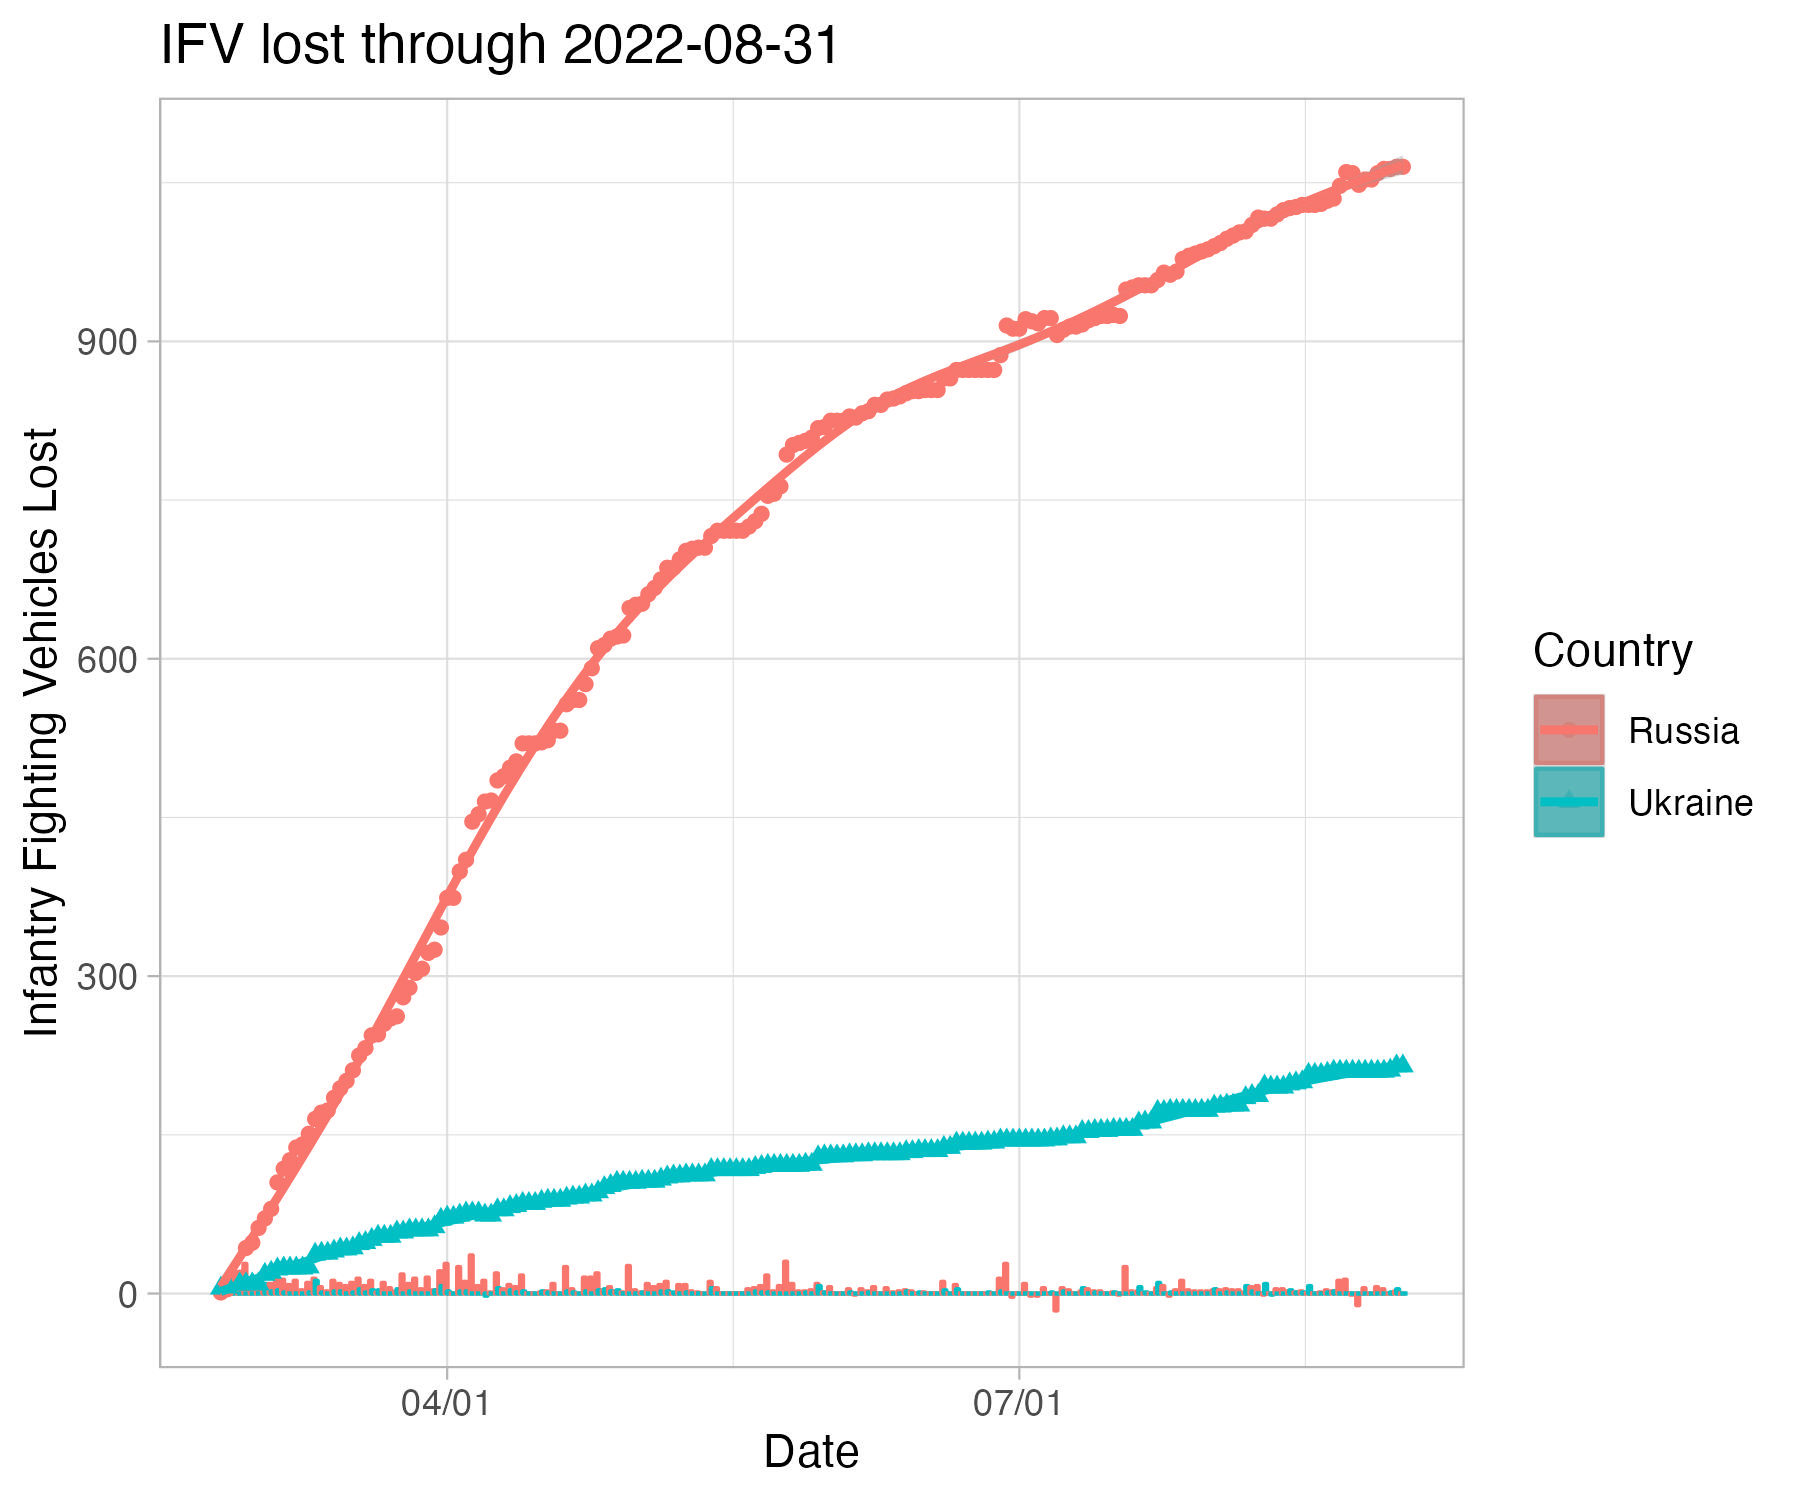 IFV lost through 2022-08-31
Infantry Fighting Vehicles Lost
900
600
300
0
04/01
07/01
Date
Country
Russia
Ukraine